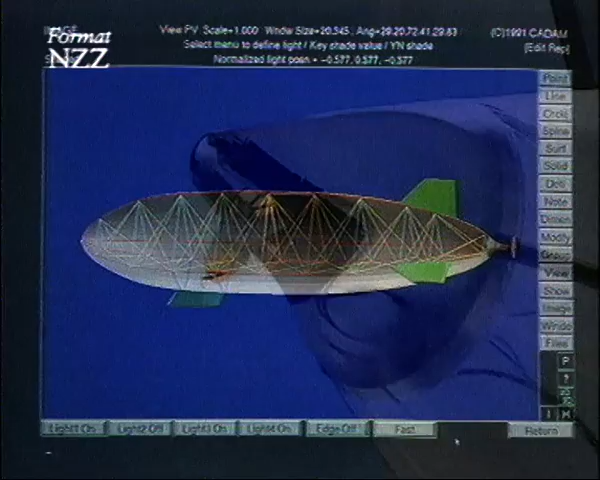 IMAGE
View PV Scale=1.000 Window Size=20.345, Ang=29.20,72.41,29.83
(C)1991 CADAM
Format
NZZ
Select menu to define light / Key shade value / YN shade
[Edit Rep]
Normalized light posn = -0.577, 0.577, -0.577
Point
Line
Circle
Spline
Surf
Solid
Note
Dimen
Modify
Group
View
Show
Image
Windo
Files
P
?
I H
Light1 On Light2 Off Light3 On Light4 On Edge Off Fast Return